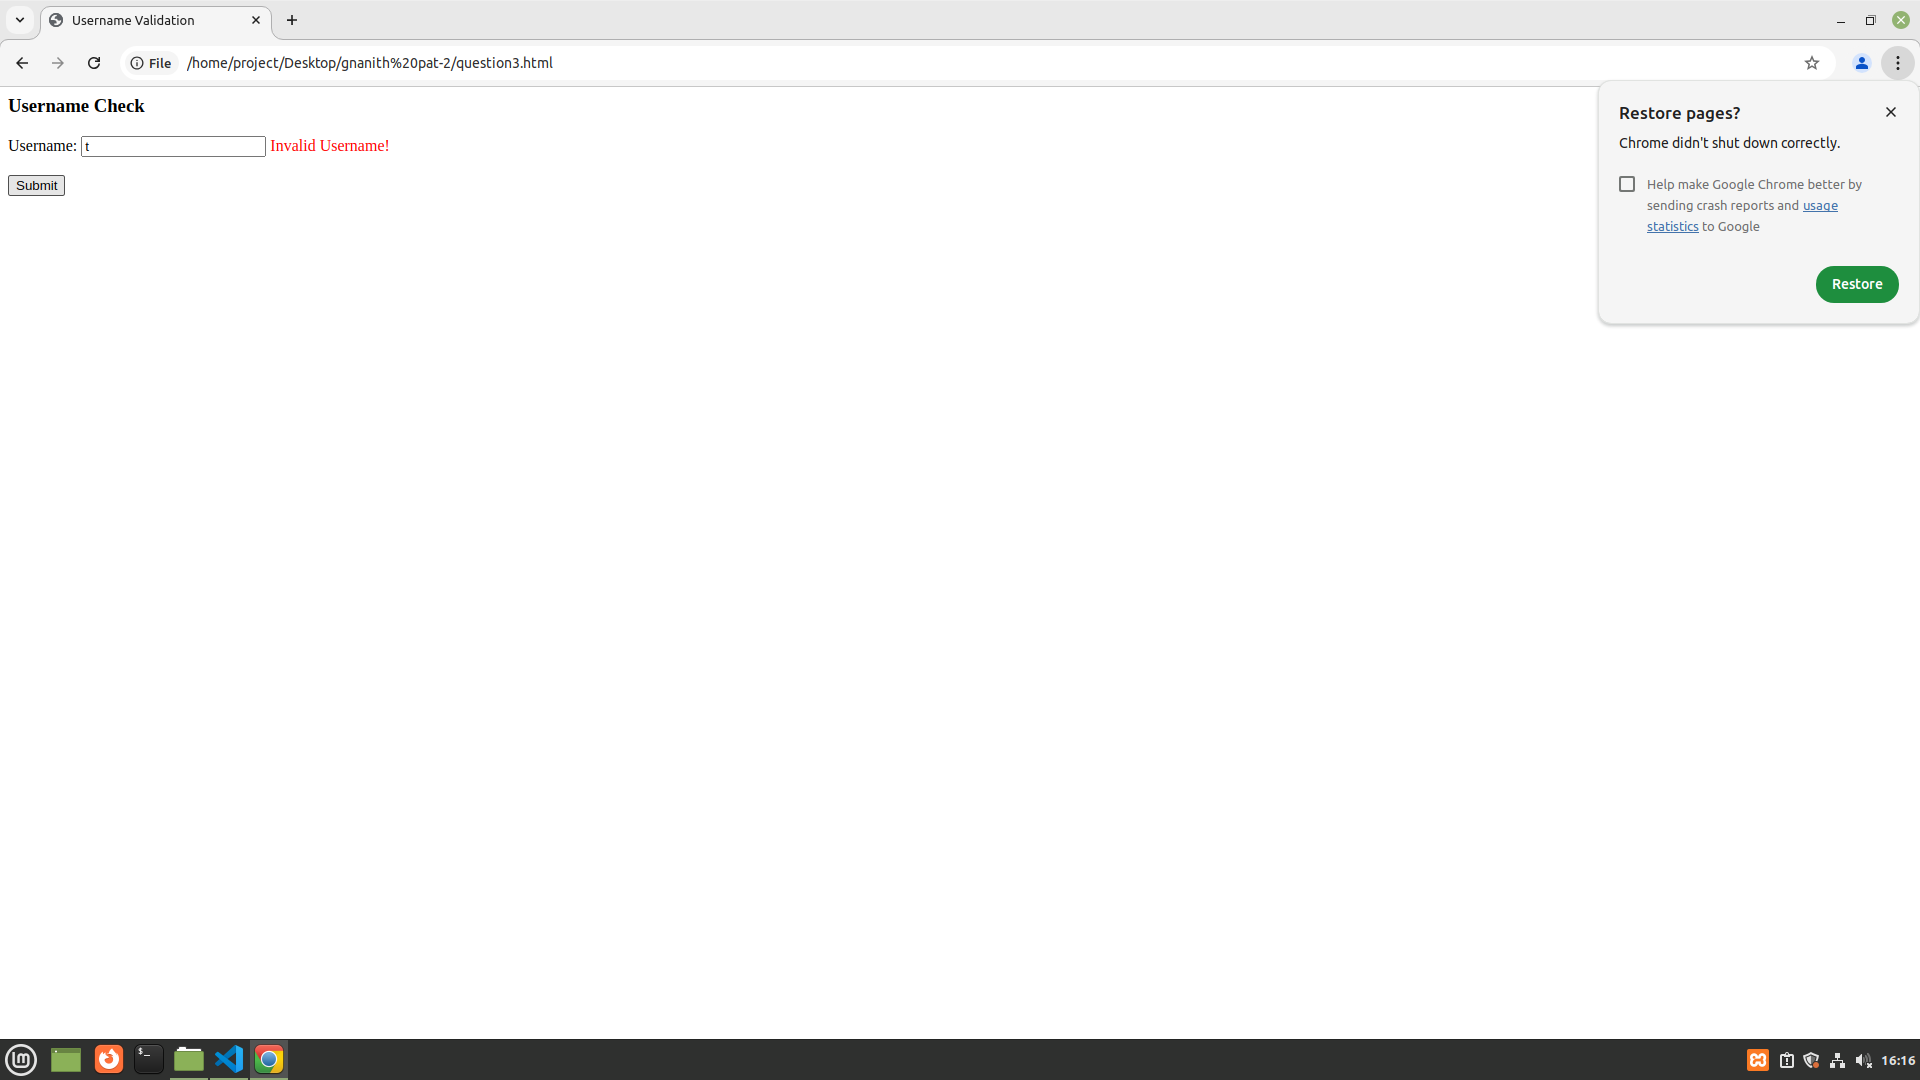 Username Validation
File
/home/project/Desktop/gnanith%20pat-2/question3.html
Username Check
Username: t Invalid Username!
Submit
Restore pages?
Chrome didn't shut down correctly.
Help make Google Chrome better by
sending crash reports and usage
statistics to Google
Restore
$_
16:16